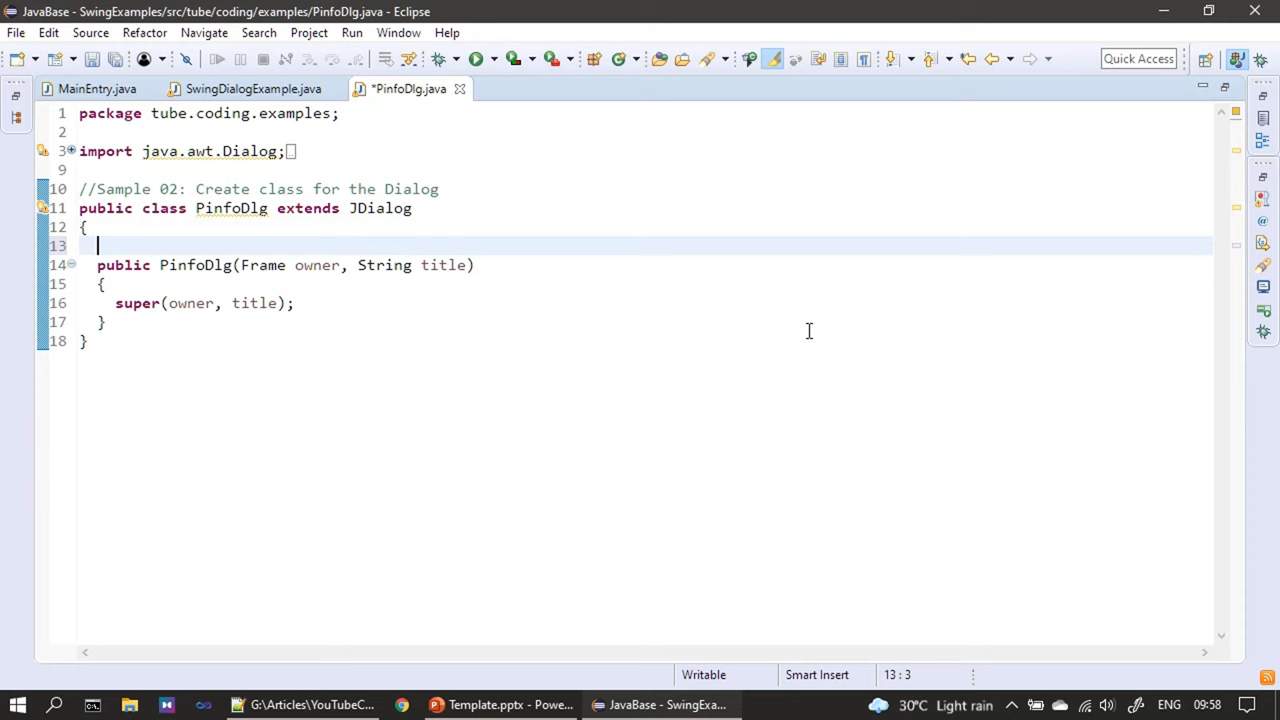 JavaBase - SwingExamples/src/tube/coding/examples/PinfoDlg.java - Eclipse
File Edit Source Refactor Navigate Search Project Run Window Help
Quick Access
MainEntry.java SwingDialogExample.java *PinfoDlg.java
1 package tube.coding.examples;
2
3 import java.awt.Dialog;
9
10 //Sample 02: Create class for the Dialog
11 public class PinfoDlg extends JDialog
12 {
13
14 public PinfoDlg(Frame owner, String title)
15 {
16 super(owner, title);
17 }
18 }
Writable Smart Insert 13 : 3
G:\Articles\YouTubeC... Template.pptx - Powe... JavaBase - SwingExa... 30°C Light rain ENG 09:58